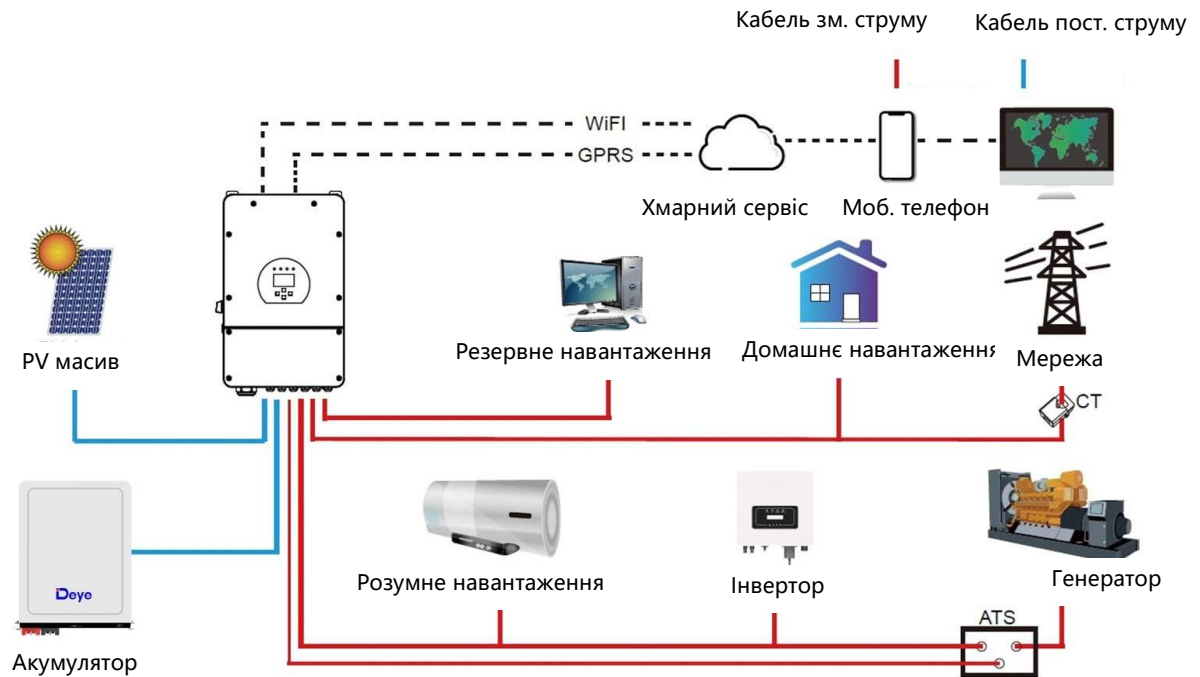 Кабель зм. струму
Кабель пост. струму
WiFI
GPRS
Хмарний сервіс
Моб. телефон
PV масив
Резервне навантаження
Домашнє навантаження
Мережа
CT
Deye
Розумне навантаження
Інвертор
Генератор
ATS
Акумулятор